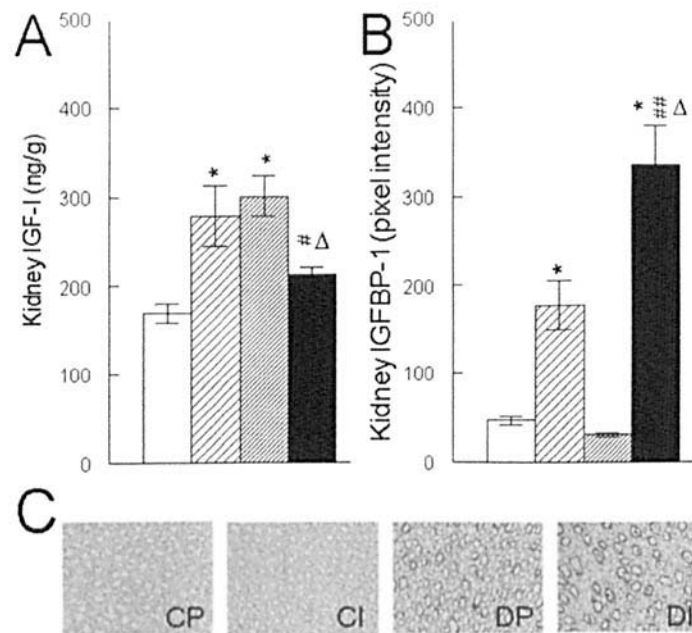 A
500
400
300
200
100
0
Kidney IGF-I (ng/g)
*
*
# Δ
B
500
400
300
200
100
0
Kidney IGFBP-1 (pixel intensity)
*
* ‡‡ Δ
C
CP
CI
DP